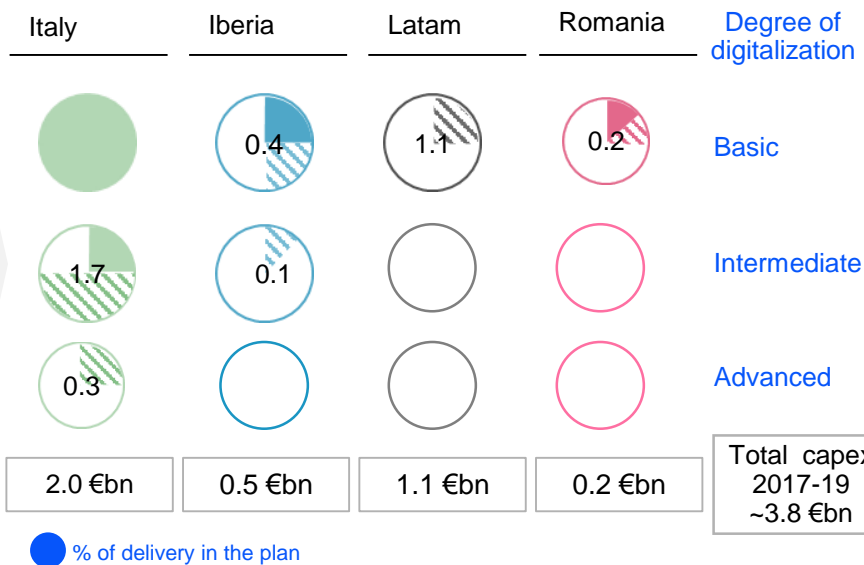 Italy Iberia Latam Romania Degree of
digitalization
0.4 1.1 0.2 Basic
1.7 0.1 Intermediate
0.3 Advanced
2.0 €bn 0.5 €bn 1.1 €bn 0.2 €bn
Total capex
2017-19
~3.8 €bn
% of delivery in the plan